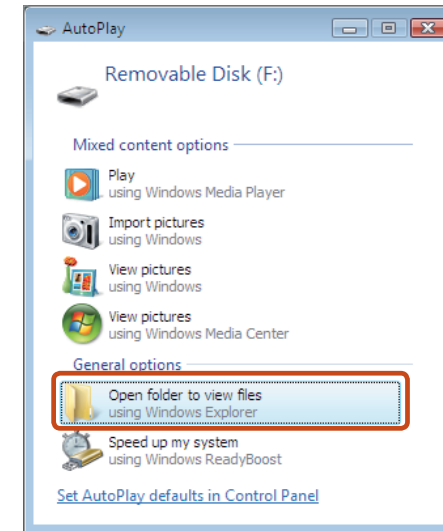 AutoPlay
Removable Disk (F:)
Mixed content options
Play
using Windows Media Player
Import pictures
using Windows
View pictures
using Windows
View pictures
using Windows Media Center
General options
Open folder to view files
using Windows Explorer
Speed up my system
using Windows ReadyBoost
Set AutoPlay defaults in Control Panel